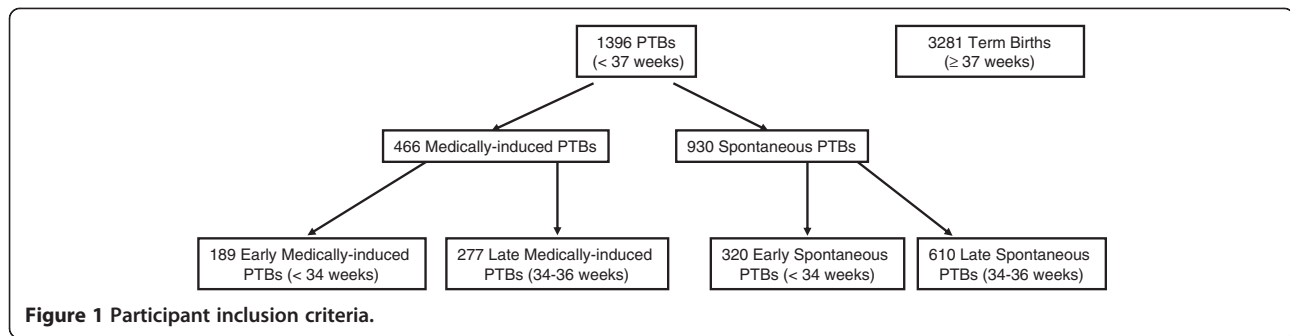 1396 PTBs
(< 37 weeks)
3281 Term Births
(≥ 37 weeks)
466 Medically-induced PTBs
930 Spontaneous PTBs
189 Early Medically-induced
PTBs (< 34 weeks)
277 Late Medically-induced
PTBs (34-36 weeks)
320 Early Spontaneous
PTBs (< 34 weeks)
610 Late Spontaneous
PTBs (34-36 weeks)
Figure 1 Participant inclusion criteria.